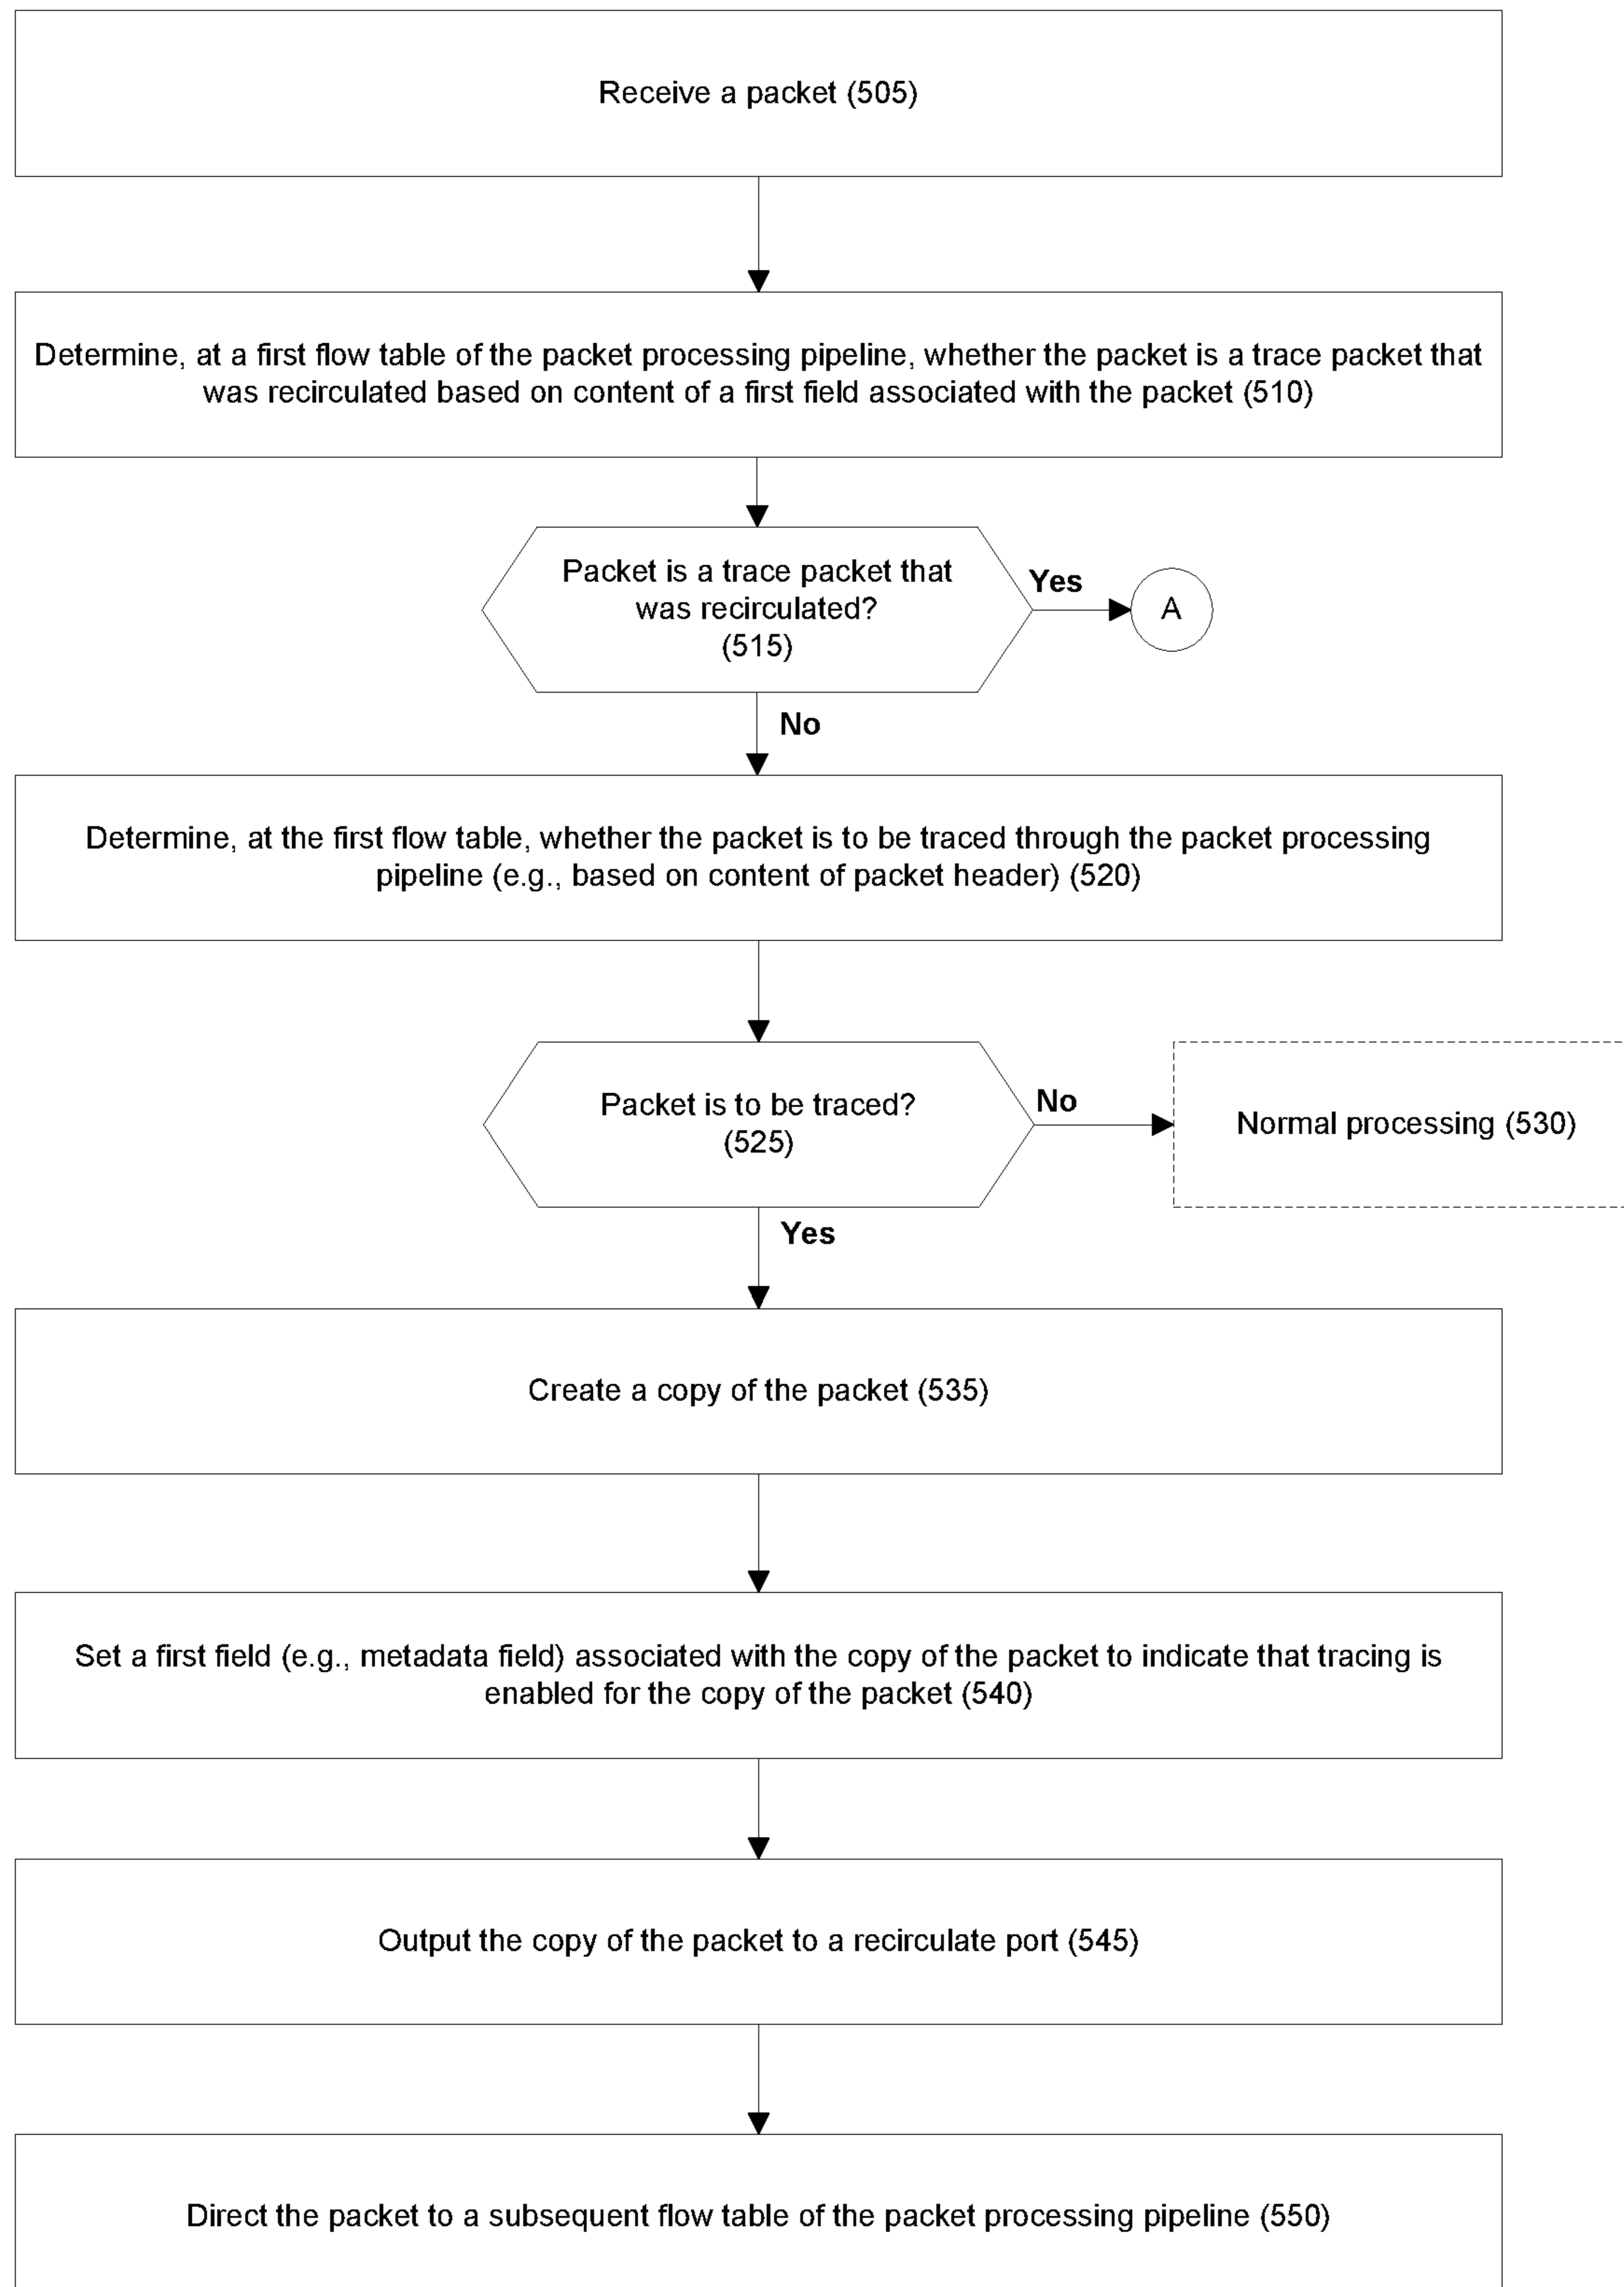 Receive a packet (505)
Determine, at a first flow table of the packet processing pipeline, whether the packet is a trace packet that
was recirculated based on content of a first field associated with the packet (510)
Packet is a trace packet that
was recirculated?
(515)
Yes
A
No
Determine, at the first flow table, whether the packet is to be traced through the packet processing
pipeline (e.g., based on content of packet header) (520)
Packet is to be traced?
(525)
No
Normal processing (530)
Yes
Create a copy of the packet (535)
Set a first field (e.g., metadata field) associated with the copy of the packet to indicate that tracing is
enabled for the copy of the packet (540)
Output the copy of the packet to a recirculate port (545)
Direct the packet to a subsequent flow table of the packet processing pipeline (550)